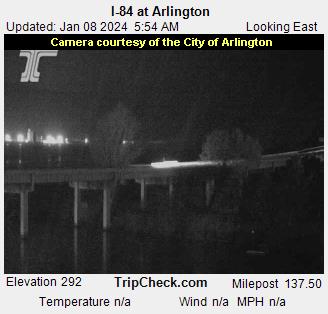 I-84 at Arlington
Updated: Jan 08 2024 5:54 AM Looking East
Camera courtesy of the City of Arlington
Elevation 292 TripCheck.com Milepost 137.50
Temperature n/a Wind n/a MPH n/a